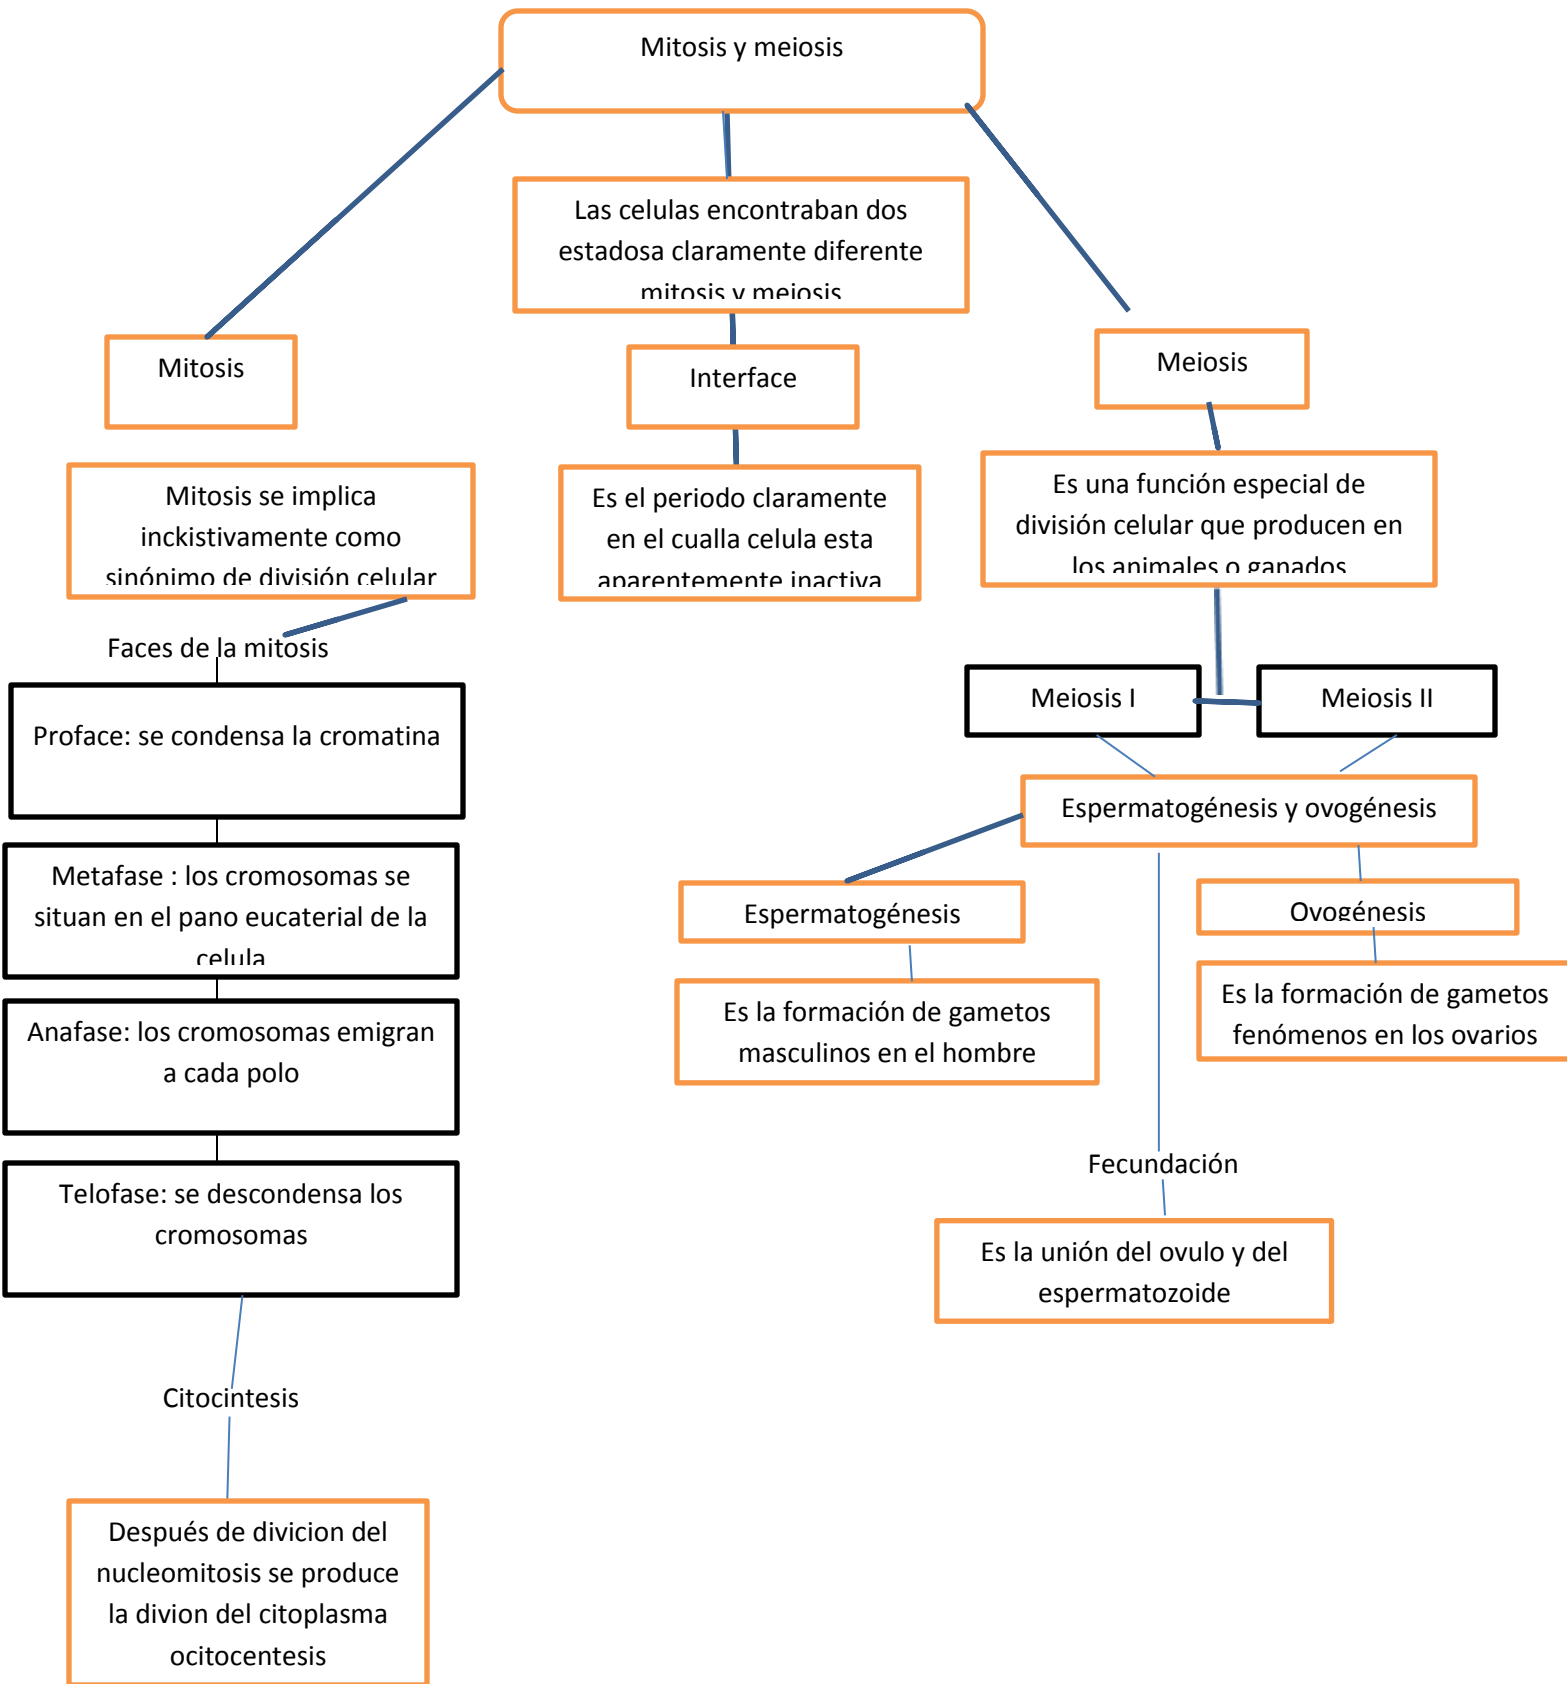 Mitosis y meiosis
Las celulas encontraban dos
estadosa claramente diferente
mitosis y meiosis
Mitosis
Interface
Meiosis
Mitosis se implica
inckistivamente como
sinónimo de división celular
Es el periodo claramente
en el cualla celula esta
aparentemente inactiva
Es una función especial de
división celular que producen en
los animales o ganados
Faces de la mitosis
Proface: se condensa la cromatina
Metafase : los cromosomas se
situan en el pano eucaterial de la
celula
Anafase: los cromosomas emigran
a cada polo
Telofase: se descondensa los
cromosomas
Citocintesis
Después de divicion del
nucleomitosis se produce
la divion del citoplasma
ocitocentesis
Meiosis I
Meiosis II
Espermatogénesis y ovogénesis
Espermatogénesis
Ovogénesis
Es la formación de gametos
masculinos en el hombre
Es la formación de gametos
fenómenos en los ovarios
Fecundación
Es la unión del ovulo y del
espermatozoide